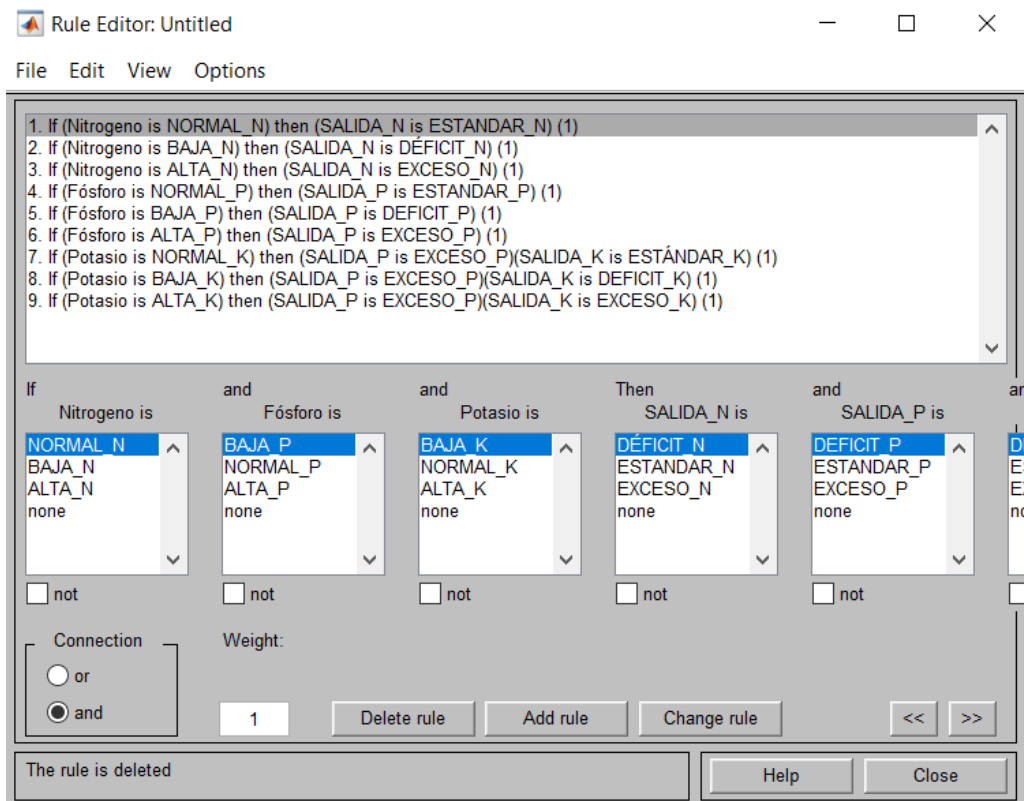 Rule Editor: Untitled
File Edit View Options
1. If (Nitrogeno is NORMAL_N) then (SALIDA_N is ESTANDAR_N) (1)
2. If (Nitrogeno is BAJA_N) then (SALIDA_N is DÉFICIT_N) (1)
3. If (Nitrogeno is ALTA_N) then (SALIDA_N is EXCESO_N) (1)
4. If (Fósforo is NORMAL_P) then (SALIDA_P is ESTANDAR_P) (1)
5. If (Fósforo is BAJA_P) then (SALIDA_P is DEFICIT_P) (1)
6. If (Fósforo is ALTA_P) then (SALIDA_P is EXCESO_P) (1)
7. If (Potasio is NORMAL_K) then (SALIDA_P is EXCESO_P)(SALIDA_K is ESTÁNDAR_K) (1)
8. If (Potasio is BAJA_K) then (SALIDA_P is EXCESO_P)(SALIDA_K is DEFICIT_K) (1)
9. If (Potasio is ALTA_K) then (SALIDA_P is EXCESO_P)(SALIDA_K is EXCESO_K) (1)
If and and Then and
Nitrogeno is Fósforo is Potasio is SALIDA_N is SALIDA_P is
NORMAL_N BAJA_P BAJA_K DÉFICIT_N DEFICIT_P
BAJA_N NORMAL_P NORMAL_K ESTANDAR_N ESTANDAR_P
ALTA_N ALTA_P ALTA_K EXCESO_N EXCESO_P
none none none none none
not not not not not
Connection Weight:
or
and 1 Delete rule Add rule Change rule << >>
The rule is deleted Help Close